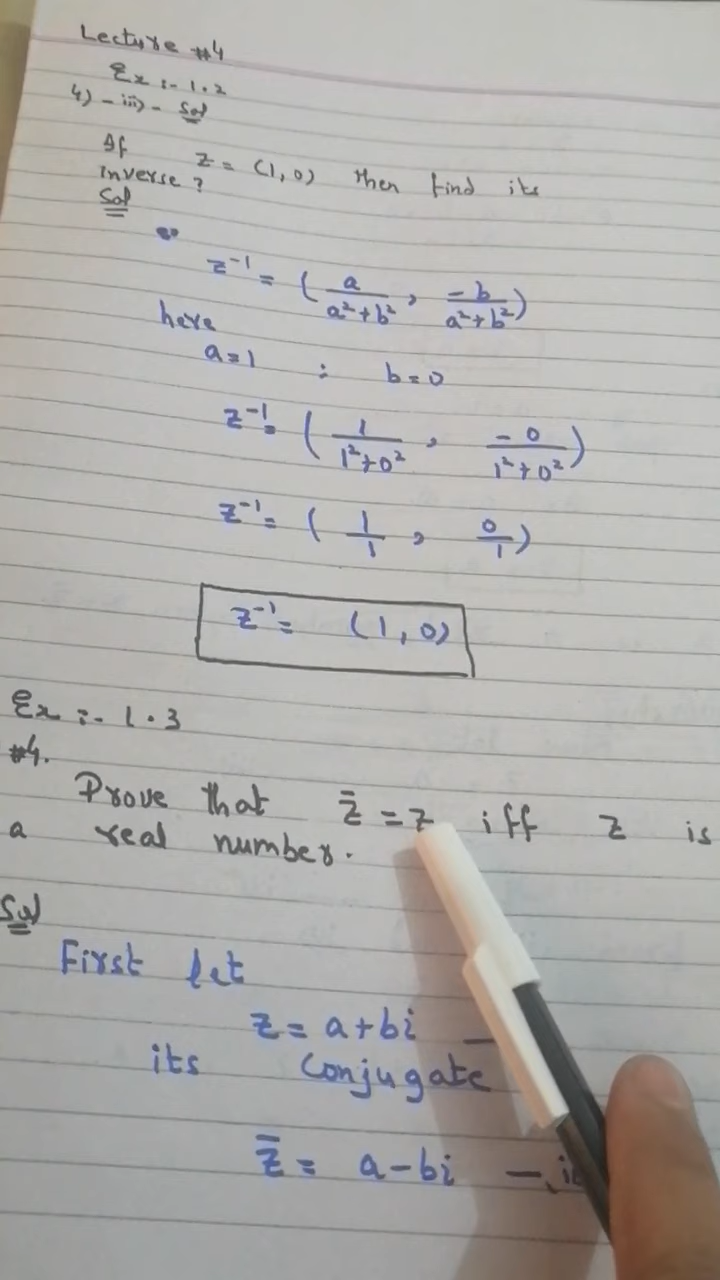 Lecture #4
Ex :- 1.2
4) - iii) - Sol
If z = (1, 0) then find its
inverse ?
Sol
z⁻¹ = ( a/(a²+b²) , -b/(a²+b²) )
here
a = 1 : b = 0
z⁻¹ = ( 1/(1²+0²) , -0/(1²+0²) )
z⁻¹ = ( 1/1 , 0/1 )
z⁻¹ = (1, 0)
Ex :- 1.3
#4.
Prove that z̄ = z iff z is
a real number.
Sol
First let
z = a + bi —
its conjugate
z̄ = a - bi —